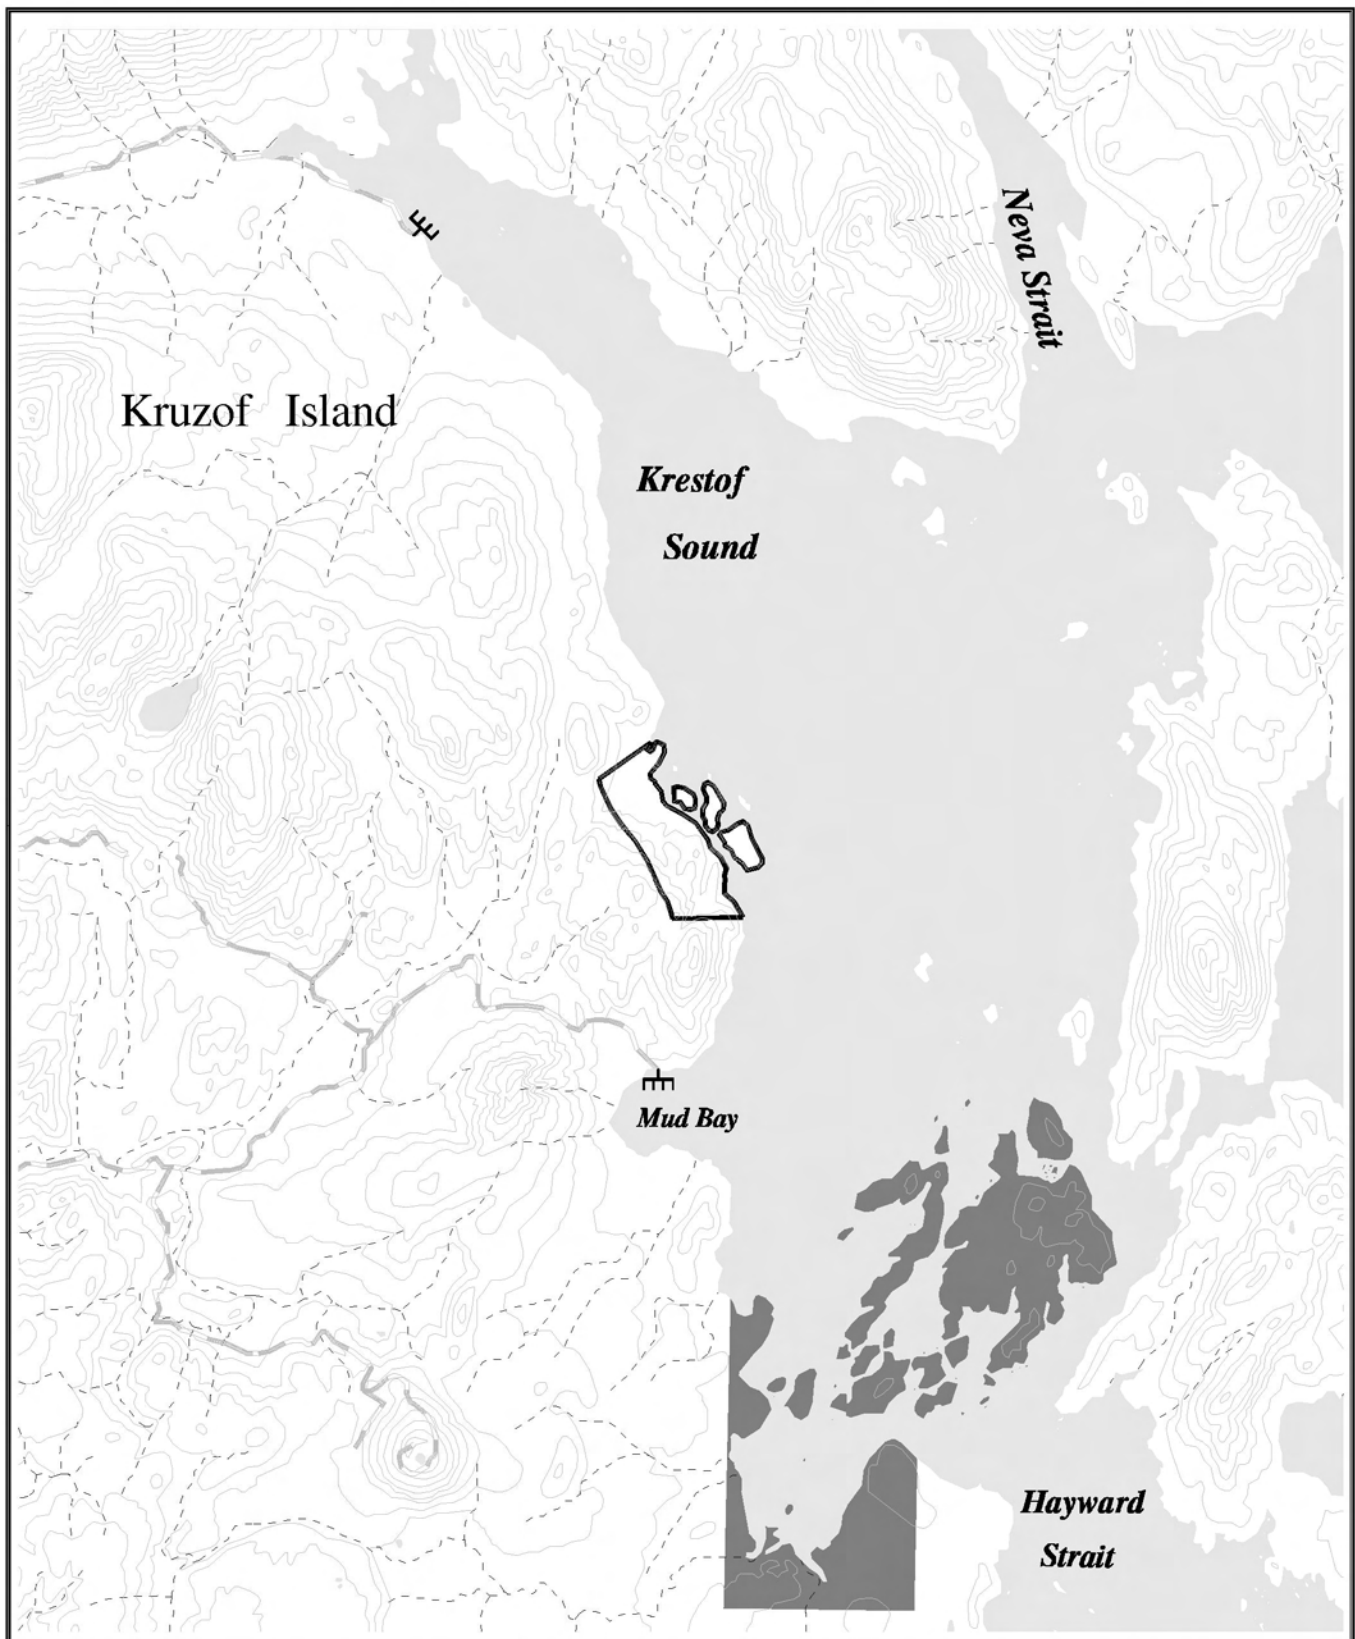 Neva Strait
Kruzof Island
Krestof
Sound
Mud Bay
Hayward
Strait